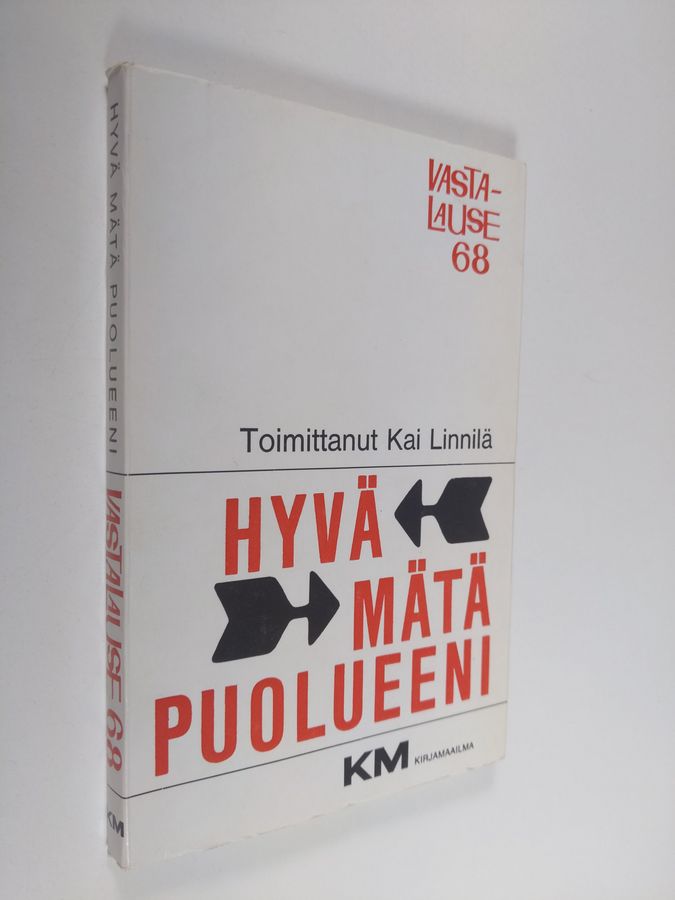 HYVÄ MÄTÄ PUOLUEENI VASTALAUSE 68 KM
VASTA-
LAUSE
68
Toimittanut Kai Linnilä
HYVÄ
MÄTÄ
PUOLUEENI
KM KIRJAMAAILMA